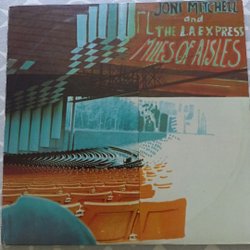 JONI MITCHELL
and
THE L.A. EXPRESS
MILES OF AISLES